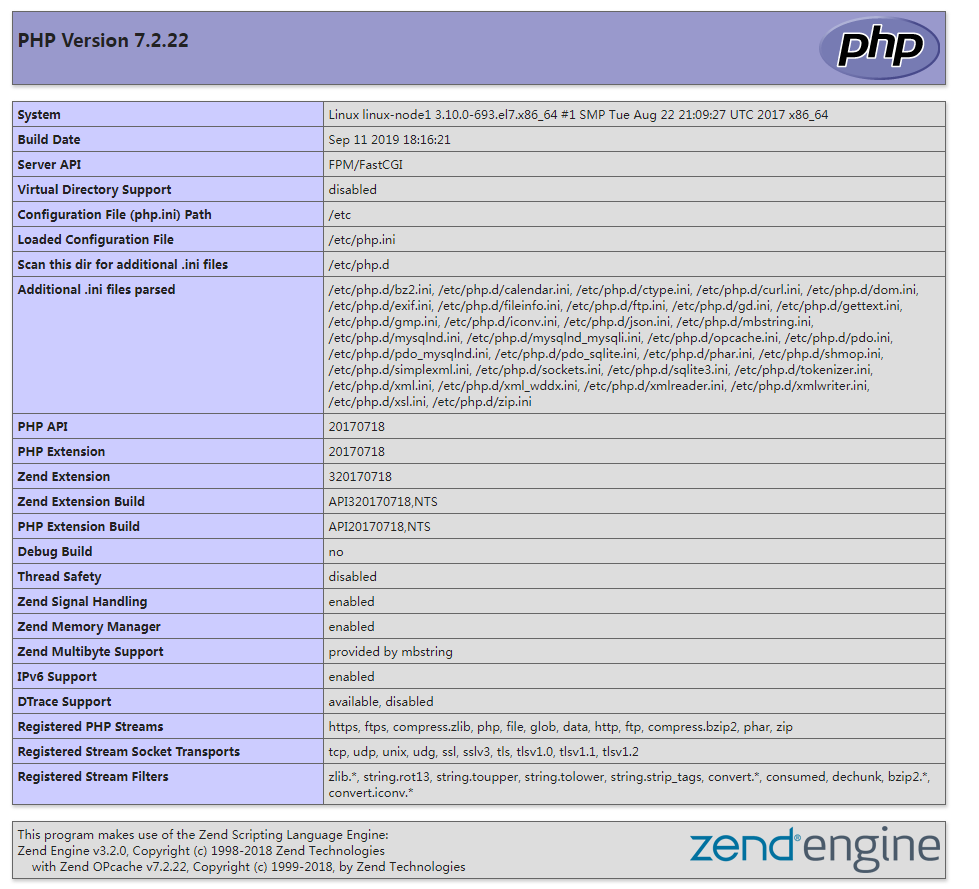 PHP Version 7.2.22
php
System Linux linux-node1 3.10.0-693.el7.x86_64 #1 SMP Tue Aug 22 21:09:27 UTC 2017 x86_64
Build Date Sep 11 2019 18:16:21
Server API FPM/FastCGI
Virtual Directory Support disabled
Configuration File (php.ini) Path /etc
Loaded Configuration File /etc/php.ini
Scan this dir for additional .ini files /etc/php.d
Additional .ini files parsed /etc/php.d/bz2.ini, /etc/php.d/calendar.ini, /etc/php.d/ctype.ini, /etc/php.d/curl.ini, /etc/php.d/dom.ini,
/etc/php.d/exif.ini, /etc/php.d/fileinfo.ini, /etc/php.d/ftp.ini, /etc/php.d/gd.ini, /etc/php.d/gettext.ini,
/etc/php.d/gmp.ini, /etc/php.d/iconv.ini, /etc/php.d/json.ini, /etc/php.d/mbstring.ini,
/etc/php.d/mysqlnd.ini, /etc/php.d/mysqlnd_mysqli.ini, /etc/php.d/opcache.ini, /etc/php.d/pdo.ini,
/etc/php.d/pdo_mysqlnd.ini, /etc/php.d/pdo_sqlite.ini, /etc/php.d/phar.ini, /etc/php.d/shmop.ini,
/etc/php.d/simplexml.ini, /etc/php.d/sockets.ini, /etc/php.d/sqlite3.ini, /etc/php.d/tokenizer.ini,
/etc/php.d/xml.ini, /etc/php.d/xml_wddx.ini, /etc/php.d/xmlreader.ini, /etc/php.d/xmlwriter.ini,
/etc/php.d/xsl.ini, /etc/php.d/zip.ini
PHP API 20170718
PHP Extension 20170718
Zend Extension 320170718
Zend Extension Build API320170718,NTS
PHP Extension Build API20170718,NTS
Debug Build no
Thread Safety disabled
Zend Signal Handling enabled
Zend Memory Manager enabled
Zend Multibyte Support provided by mbstring
IPv6 Support enabled
DTrace Support available, disabled
Registered PHP Streams https, ftps, compress.zlib, php, file, glob, data, http, ftp, compress.bzip2, phar, zip
Registered Stream Socket Transports tcp, udp, unix, udg, ssl, sslv3, tls, tlsv1.0, tlsv1.1, tlsv1.2
Registered Stream Filters zlib.*, string.rot13, string.toupper, string.tolower, string.strip_tags, convert.*, consumed, dechunk, bzip2.*,
convert.iconv.*
This program makes use of the Zend Scripting Language Engine:
Zend Engine v3.2.0, Copyright (c) 1998-2018 Zend Technologies
with Zend OPcache v7.2.22, Copyright (c) 1999-2018, by Zend Technologies
zend® engine